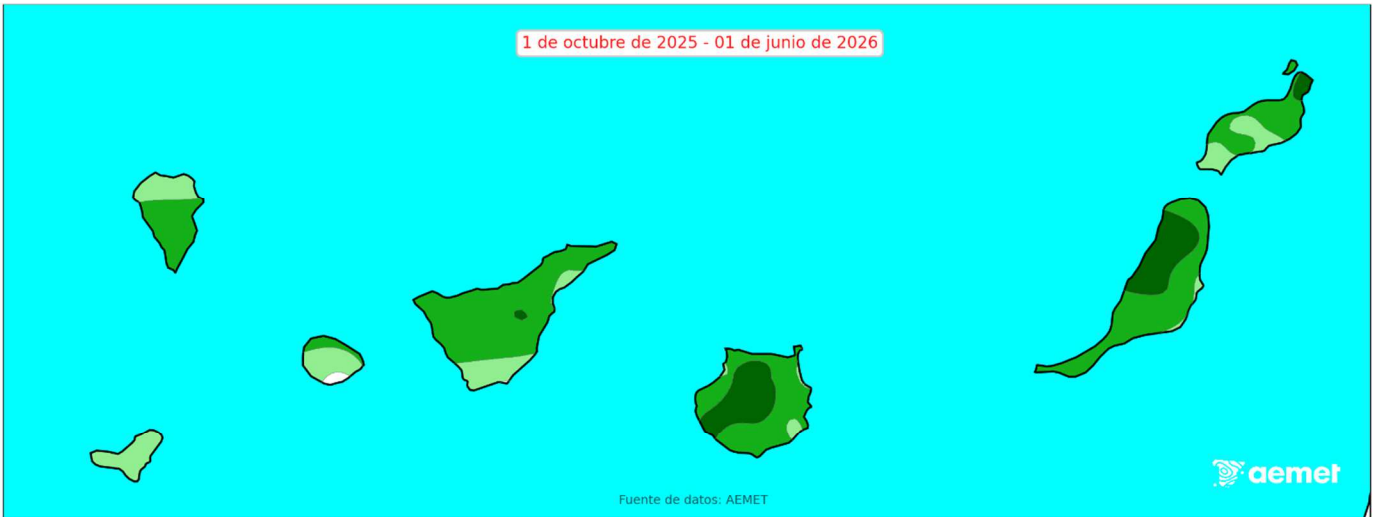 1 de octubre de 2025 - 01 de junio de 2026
aemet
Fuente de datos: AEMET